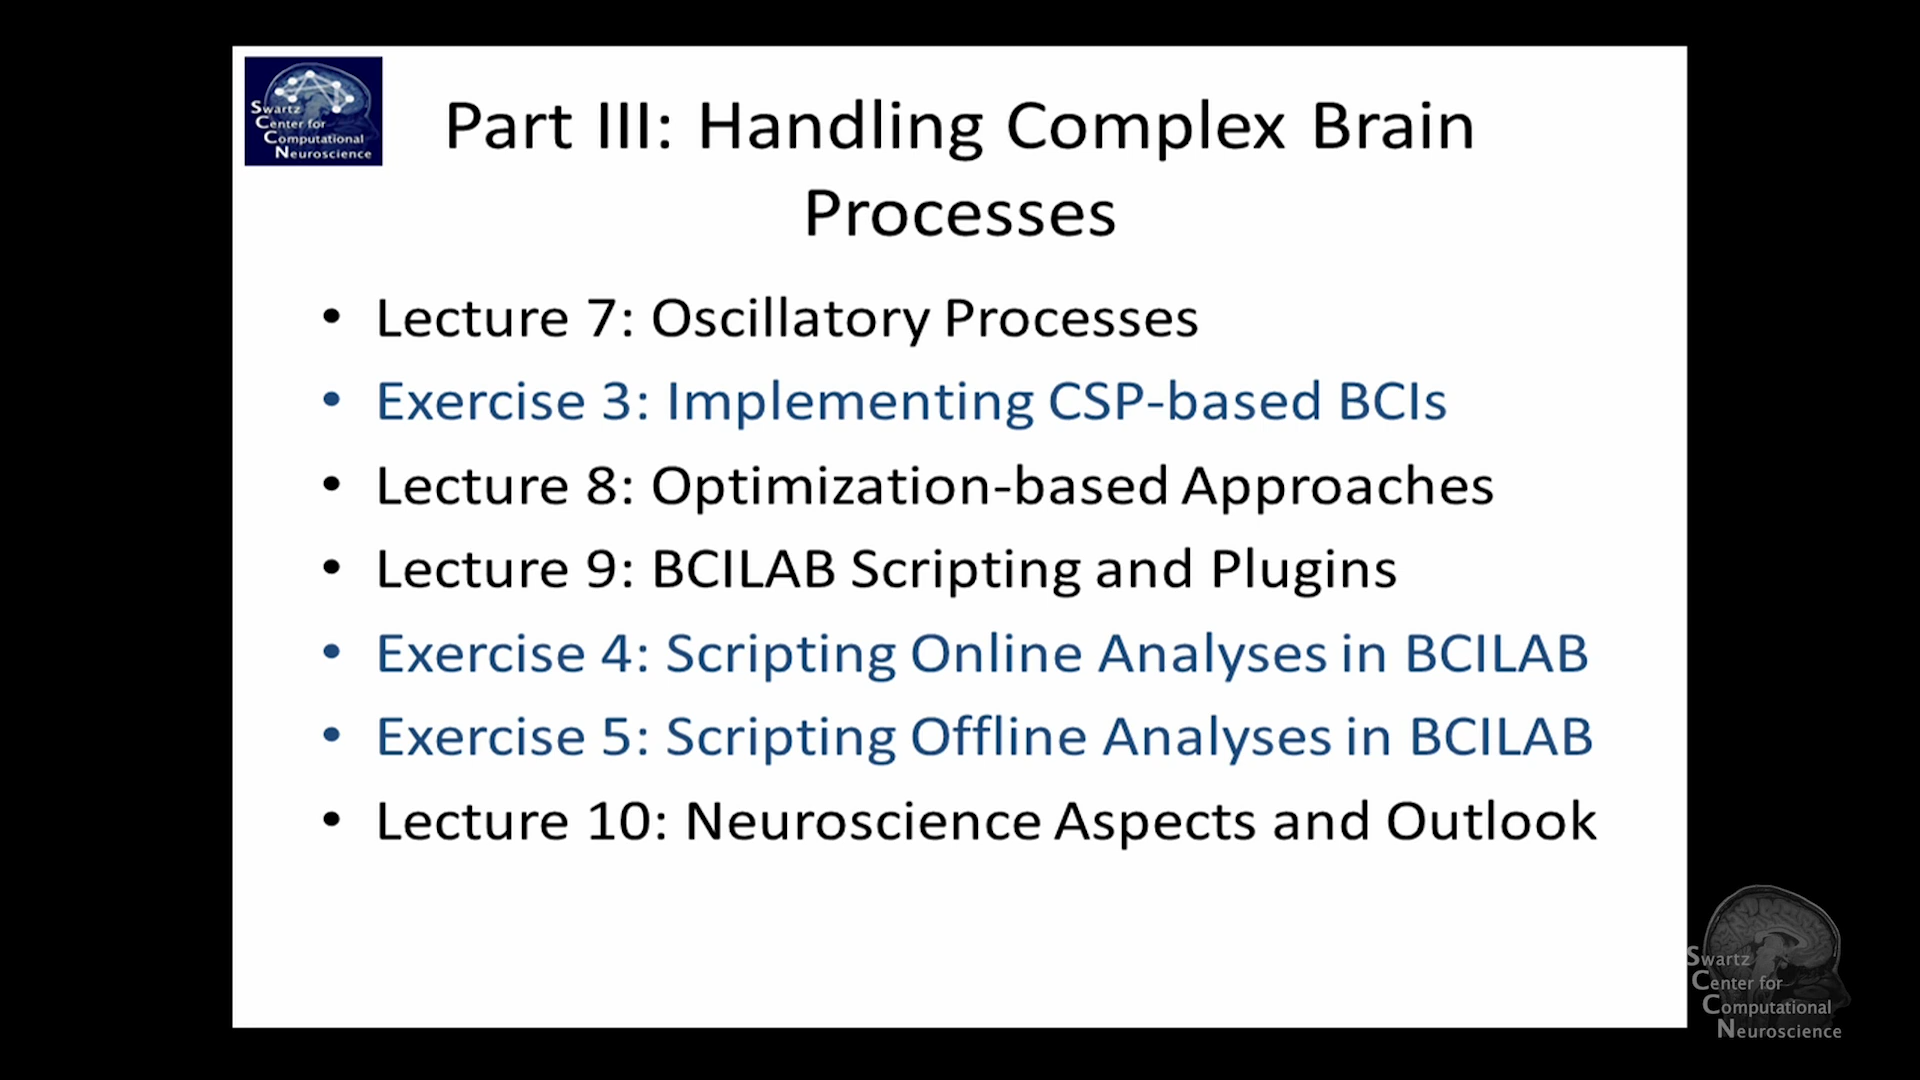 Swartz
Center for
Computational
Neuroscience
Part III: Handling Complex Brain
Processes
• Lecture 7: Oscillatory Processes
• Exercise 3: Implementing CSP-based BCIs
• Lecture 8: Optimization-based Approaches
• Lecture 9: BCILAB Scripting and Plugins
• Exercise 4: Scripting Online Analyses in BCILAB
• Exercise 5: Scripting Offline Analyses in BCILAB
• Lecture 10: Neuroscience Aspects and Outlook
Swartz
Center for
Computational
Neuroscience